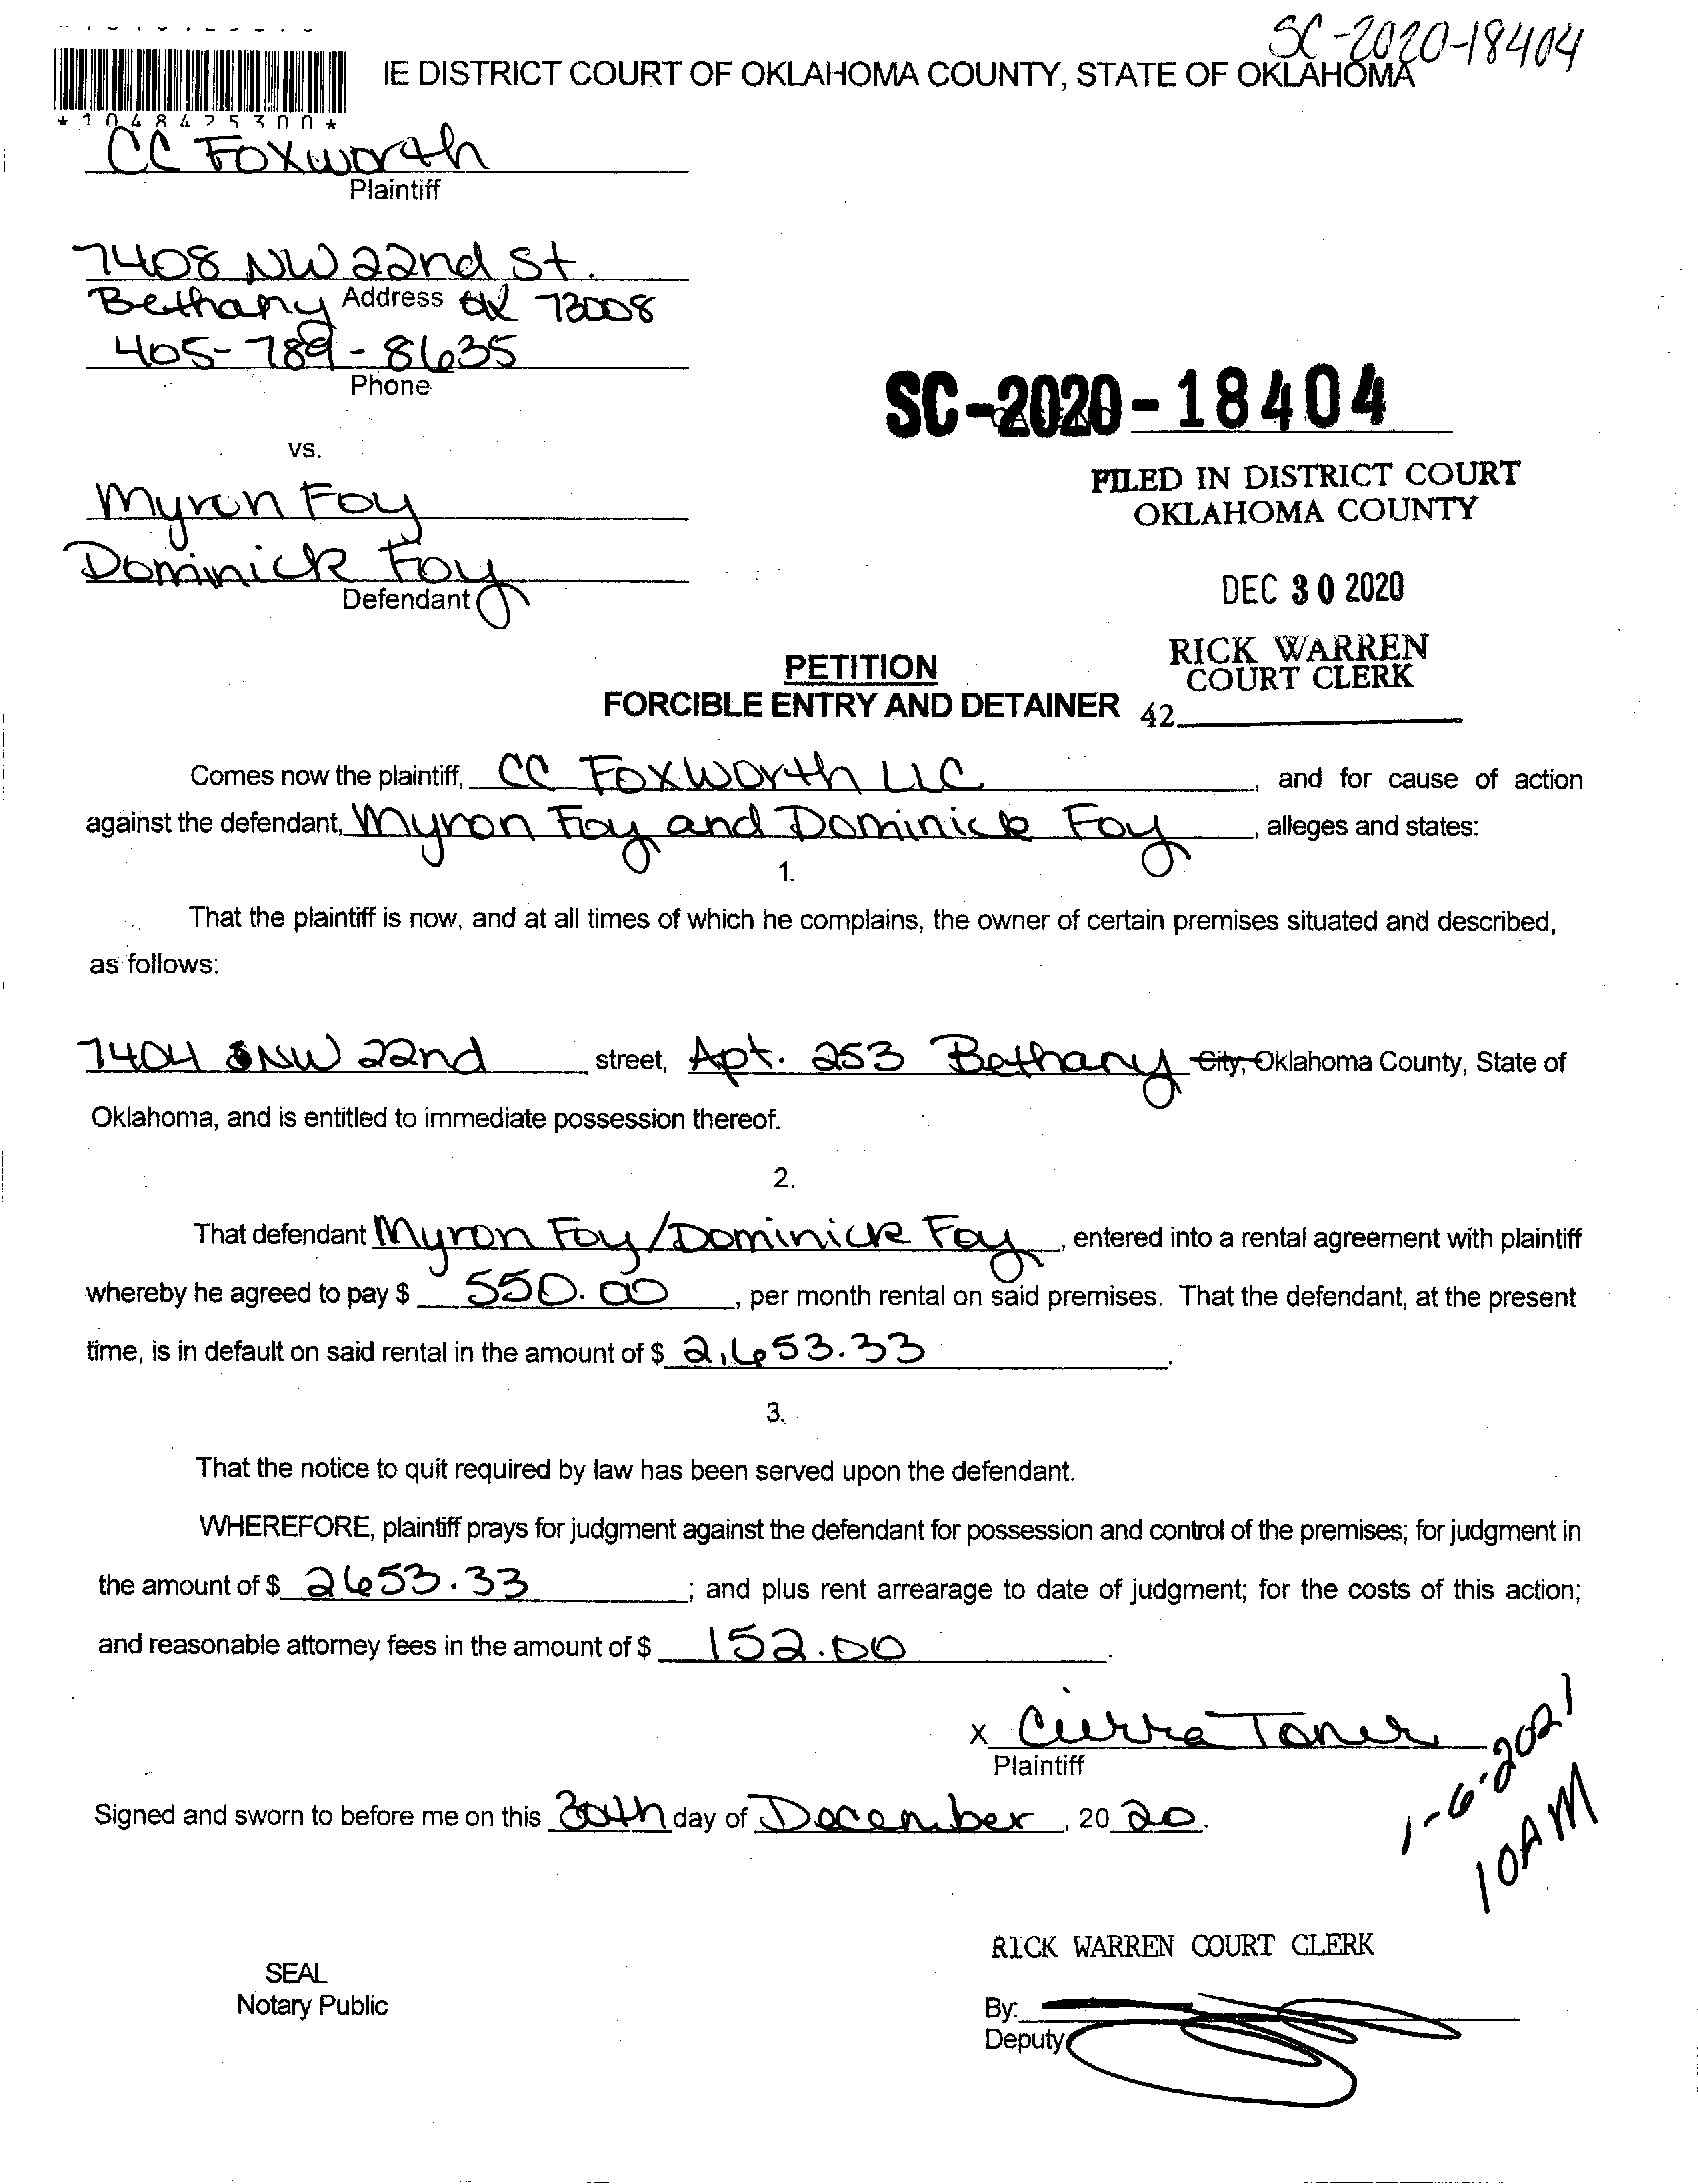 SC-2020-18404
IE DISTRICT COURT OF OKLAHOMA COUNTY, STATE OF OKLAHOMA
*1048425300*
CC Foxworth
Plaintiff
7408 NW 22nd St.
Bethany Address OK 73008
405-789-8635
Phone
SC-2020-18404
vs.
FILED IN DISTRICT COURT
OKLAHOMA COUNTY
Myron Foy
Dominick Foy
Defendant
DEC 30 2020
RICK WARREN
COURT CLERK
PETITION
FORCIBLE ENTRY AND DETAINER 42
Comes now the plaintiff, CC Foxworth LLC, and for cause of action
against the defendant, Myron Foy and Dominick Foy, alleges and states:
1.
That the plaintiff is now, and at all times of which he complains, the owner of certain premises situated and described,
as follows:
7404 NW 22nd street, Apt. 253 Bethany City, Oklahoma County, State of
Oklahoma, and is entitled to immediate possession thereof.
2.
That defendant Myron Foy/Dominick Foy, entered into a rental agreement with plaintiff
whereby he agreed to pay $ 550.00, per month rental on said premises. That the defendant, at the present
time, is in default on said rental in the amount of $ 2,653.33.
3.
That the notice to quit required by law has been served upon the defendant.
WHEREFORE, plaintiff prays for judgment against the defendant for possession and control of the premises; for judgment in
the amount of $ 2653.33; and plus rent arrearage to date of judgment; for the costs of this action;
and reasonable attorney fees in the amount of $ 152.00.
x Cierra Toner
Plaintiff
1-6-2021
10AM
Signed and sworn to before me on this 30th day of December, 2020.
RICK WARREN COURT CLERK
SEAL
Notary Public
By:
Deputy